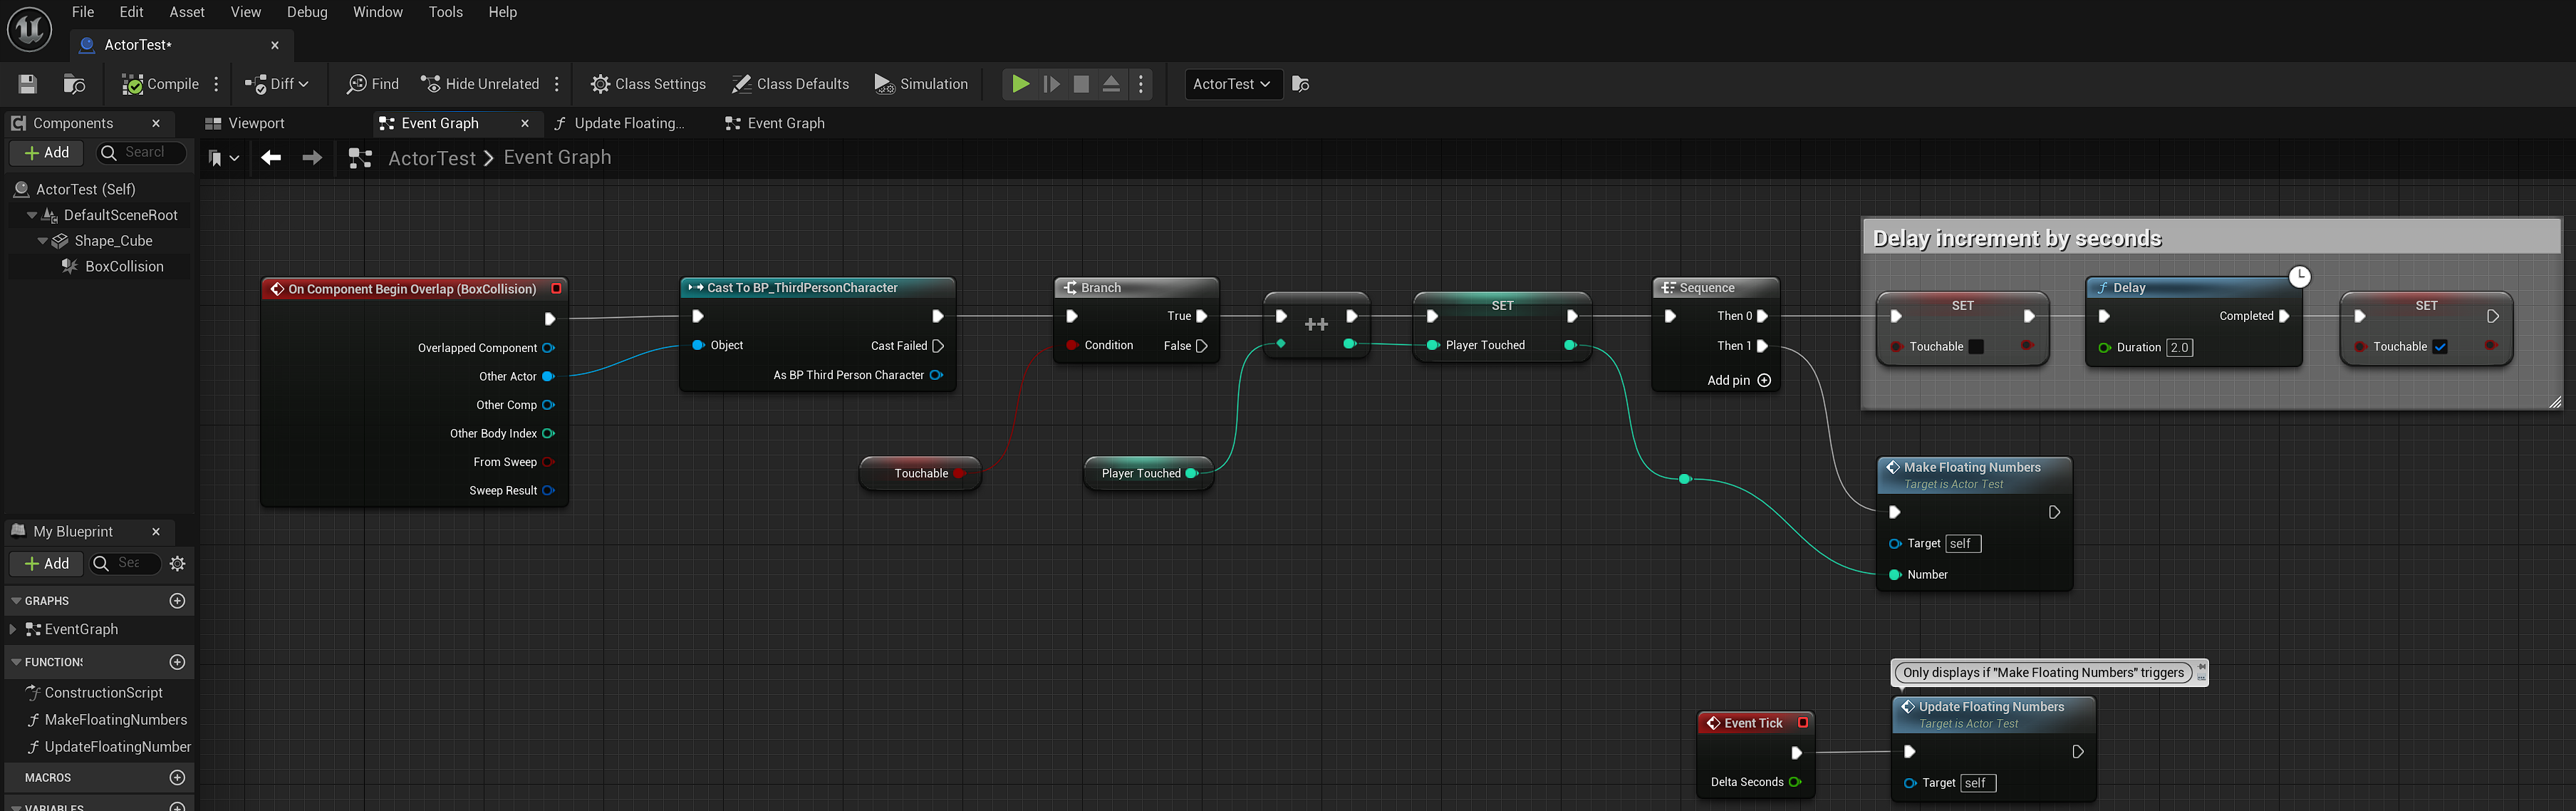 File Edit Asset View Debug Window Tools Help
ActorTest*
Compile Diff Find Hide Unrelated Class Settings Class Defaults Simulation ActorTest
Components Viewport Event Graph Update Floating... Event Graph
Add Searcl
ActorTest > Event Graph
ActorTest (Self)
DefaultSceneRoot
Shape_Cube
BoxCollision
On Component Begin Overlap (BoxCollision)
Overlapped Component
Other Actor
Other Comp
Other Body Index
From Sweep
Sweep Result
Cast To BP_ThirdPersonCharacter
Object Cast Failed
As BP Third Person Character
Touchable
Branch
True
Condition False
Player Touched
++
SET
Player Touched
Sequence
Then 0
Then 1
Add pin
Delay increment by seconds
SET
Touchable
Delay
Completed
Duration 2.0
SET
Touchable
Make Floating Numbers
Target is Actor Test
Target self
Number
Only displays if "Make Floating Numbers" triggers
Event Tick
Delta Seconds
Update Floating Numbers
Target is Actor Test
Target self
My Blueprint
Add Sea
GRAPHS
EventGraph
FUNCTIONS
ConstructionScript
MakeFloatingNumbers
UpdateFloatingNumber
MACROS
VARIABLES